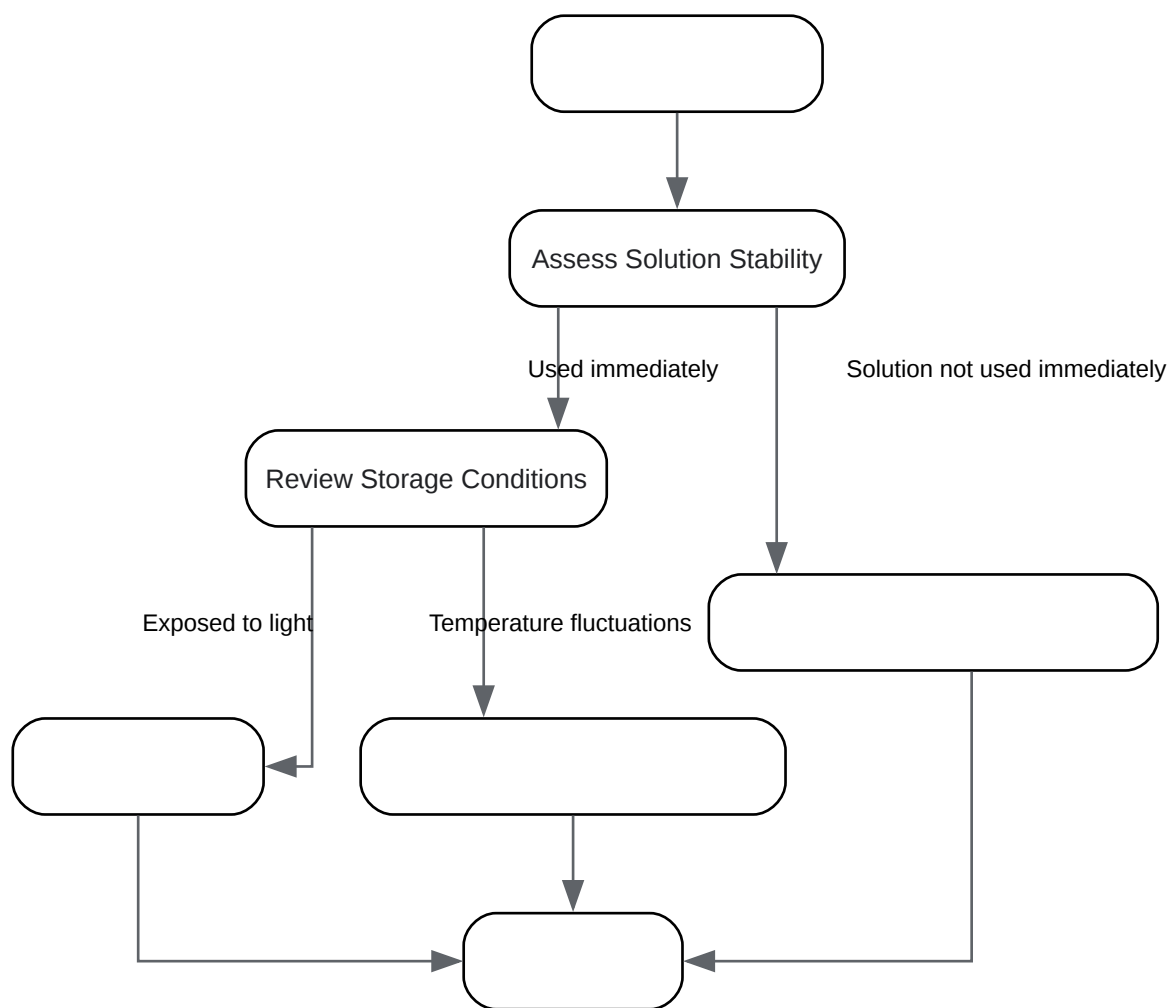 Assess Solution Stability
Used immediately
Solution not used immediately
Review Storage Conditions
Exposed to light
Temperature fluctuations